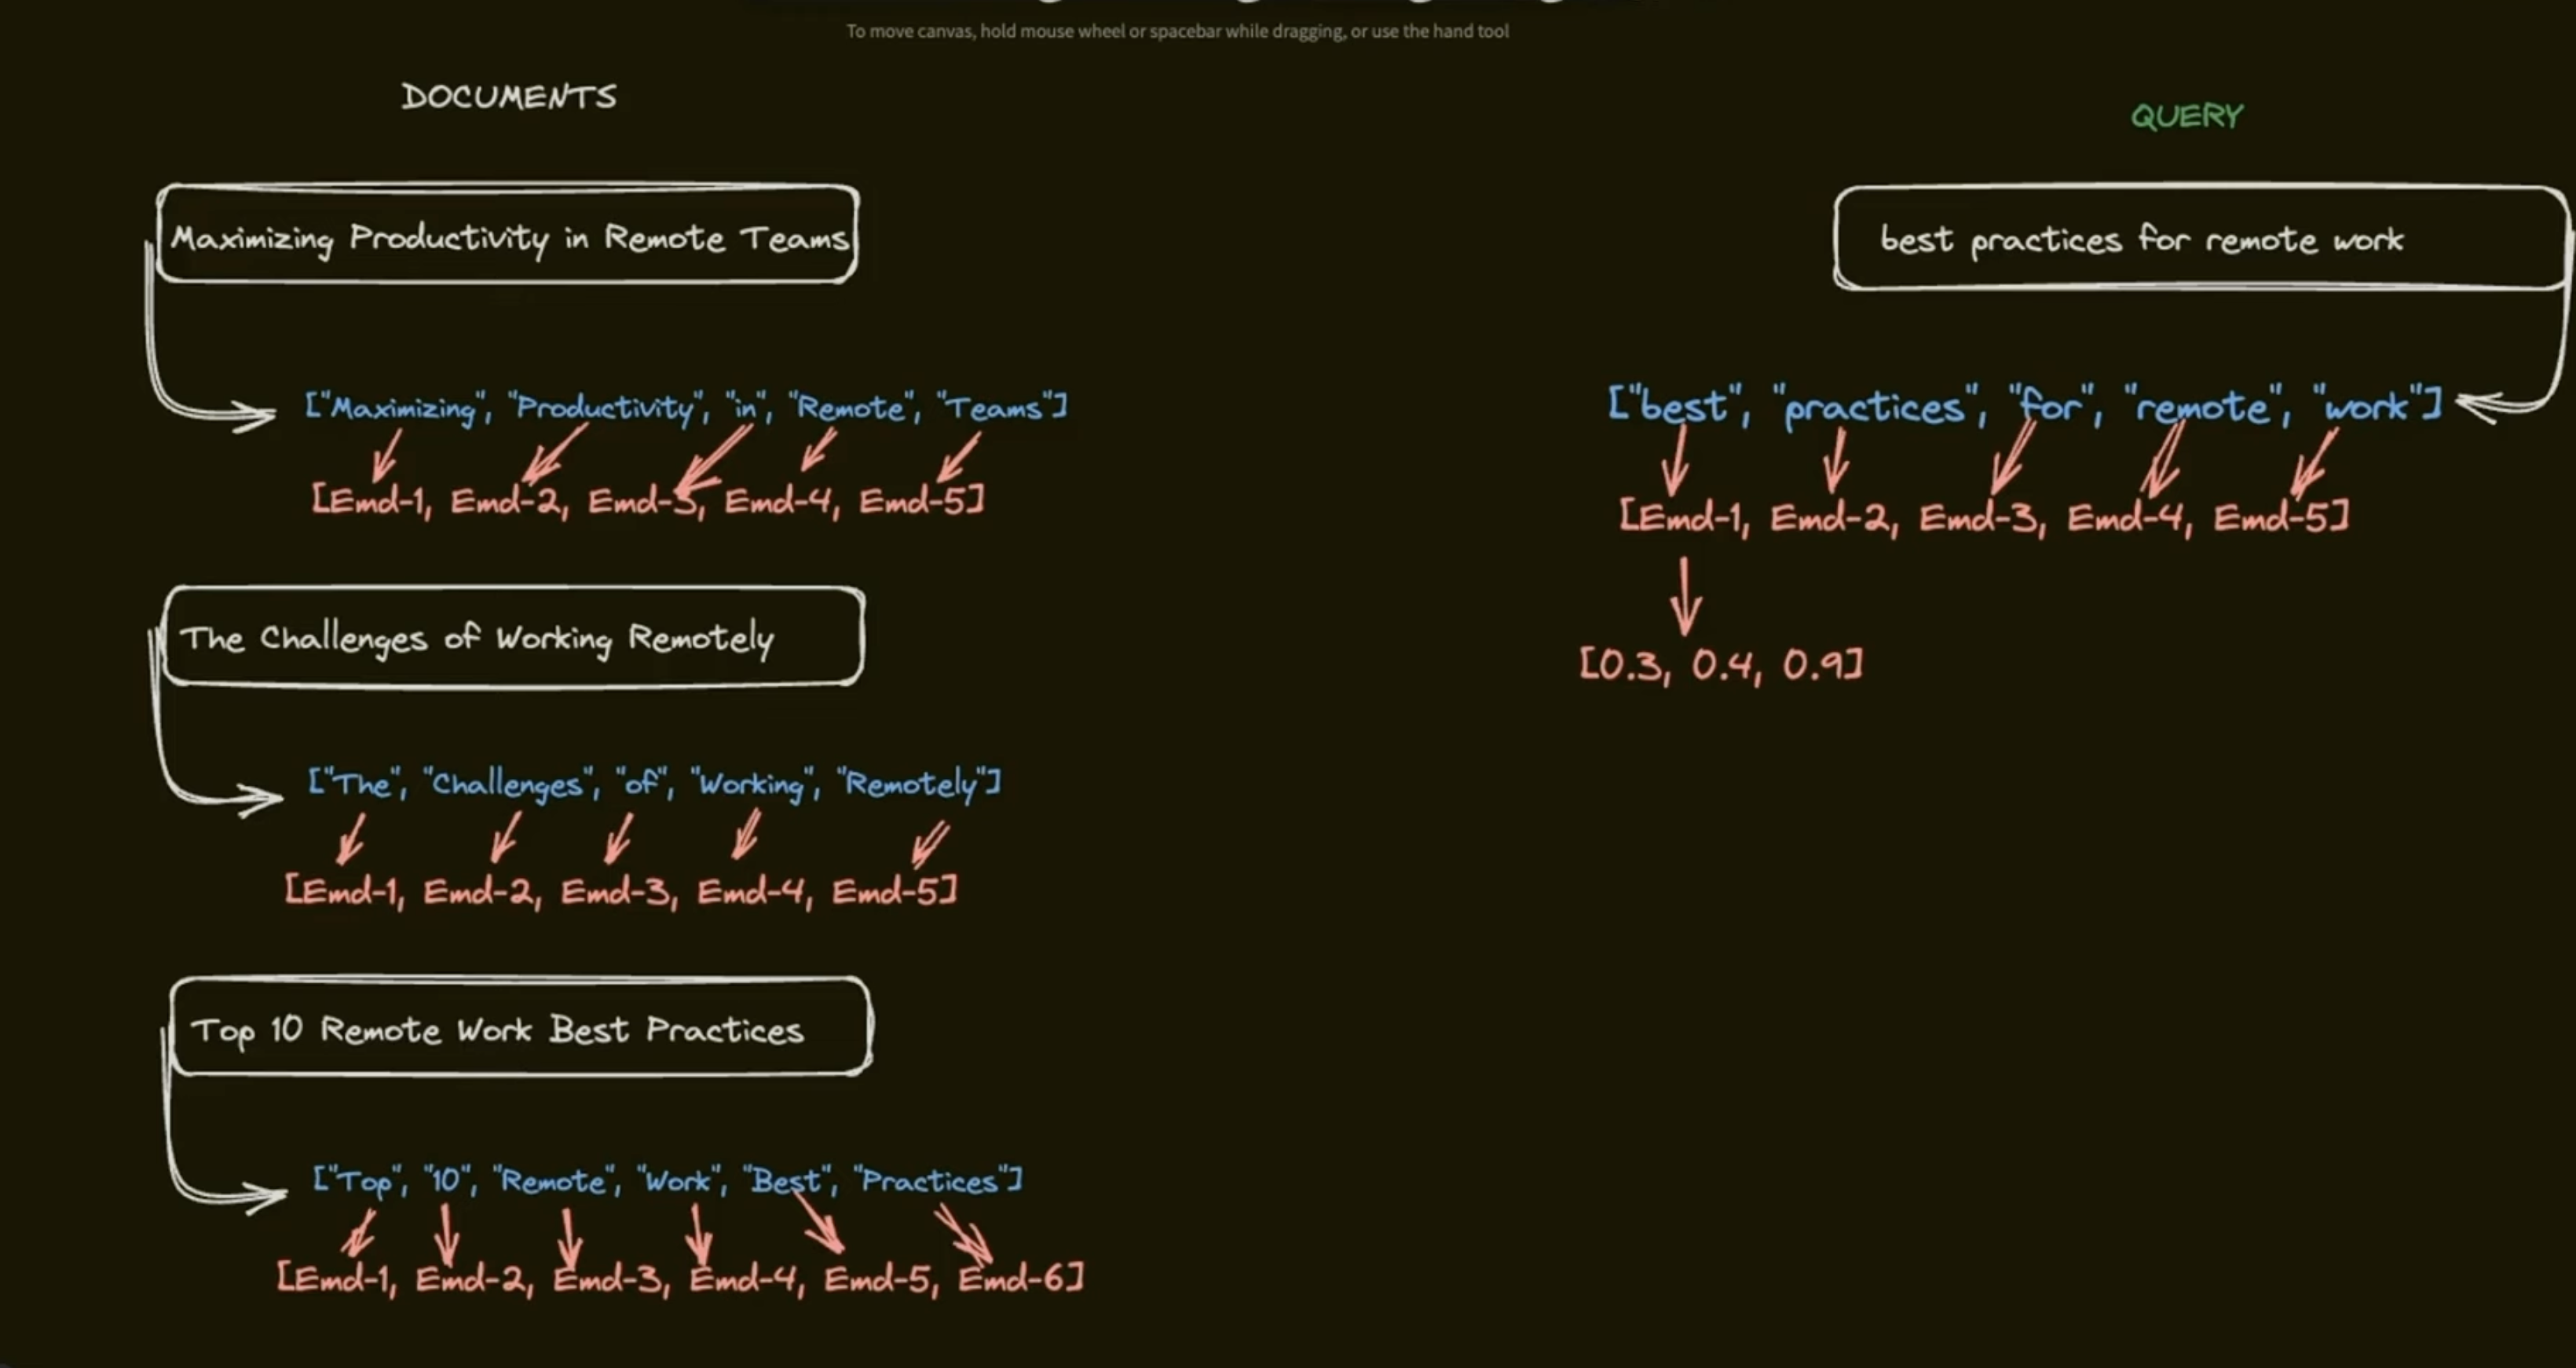 To move canvas, hold mouse wheel or spacebar while dragging, or use the hand tool
DOCUMENTS
Maximizing Productivity in Remote Teams
["Maximizing", "Productivity", "in", "Remote", "Teams"]
[Emd-1, Emd-2, Emd-3, Emd-4, Emd-5]
The Challenges of Working Remotely
["The", "Challenges", "of", "Working", "Remotely"]
[Emd-1, Emd-2, Emd-3, Emd-4, Emd-5]
Top 10 Remote Work Best Practices
["Top", "10", "Remote", "Work", "Best", "Practices"]
[Emd-1, Emd-2, Emd-3, Emd-4, Emd-5, Emd-6]
QUERY
best practices for remote work
["best", "practices", "for", "remote", "work"]
[Emd-1, Emd-2, Emd-3, Emd-4, Emd-5]
[0.3, 0.4, 0.9]